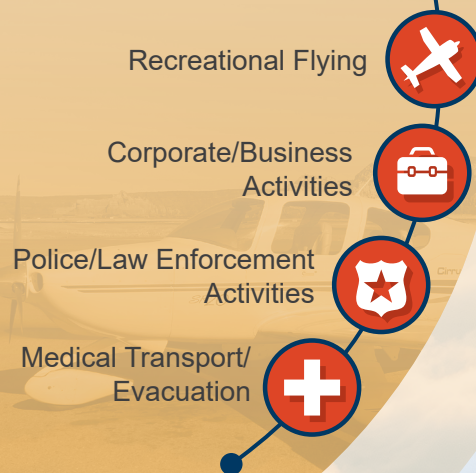 Recreational Flying
Corporate/Business
Activities
Police/Law Enforcement
Activities
Medical Transport/
Evacuation